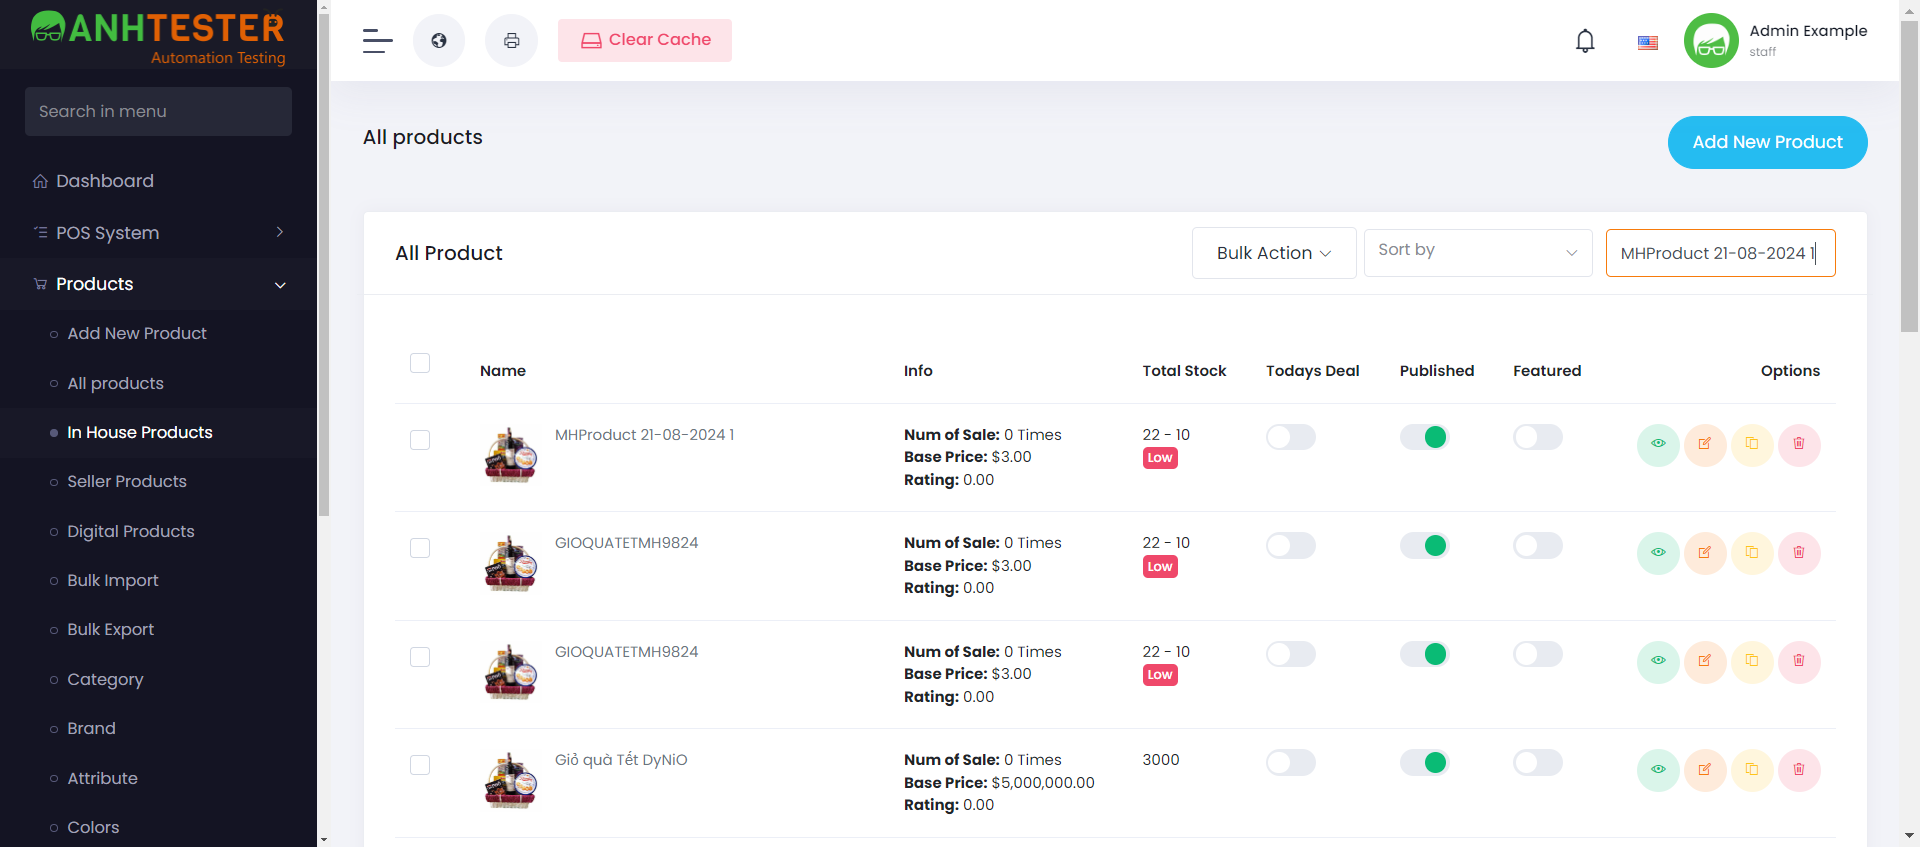 ANHTESTER
Automation Testing
Search in menu
Dashboard
POS System
Products
Add New Product
All products
In House Products
Seller Products
Digital Products
Bulk Import
Bulk Export
Category
Brand
Attribute
Colors
Clear Cache
Admin Example
staff
All products
Add New Product
All Product
Bulk Action
Sort by
MHProduct 21-08-2024 1
Name Info Total Stock Todays Deal Published Featured Options
MHProduct 21-08-2024 1
Num of Sale: 0 Times
Base Price: $3.00
Rating: 0.00
22 - 10
Low
GIOQUATETMH9824
Num of Sale: 0 Times
Base Price: $3.00
Rating: 0.00
22 - 10
Low
GIOQUATETMH9824
Num of Sale: 0 Times
Base Price: $3.00
Rating: 0.00
22 - 10
Low
Giỏ quà Tết DyNiO
Num of Sale: 0 Times
Base Price: $5,000,000.00
Rating: 0.00
3000